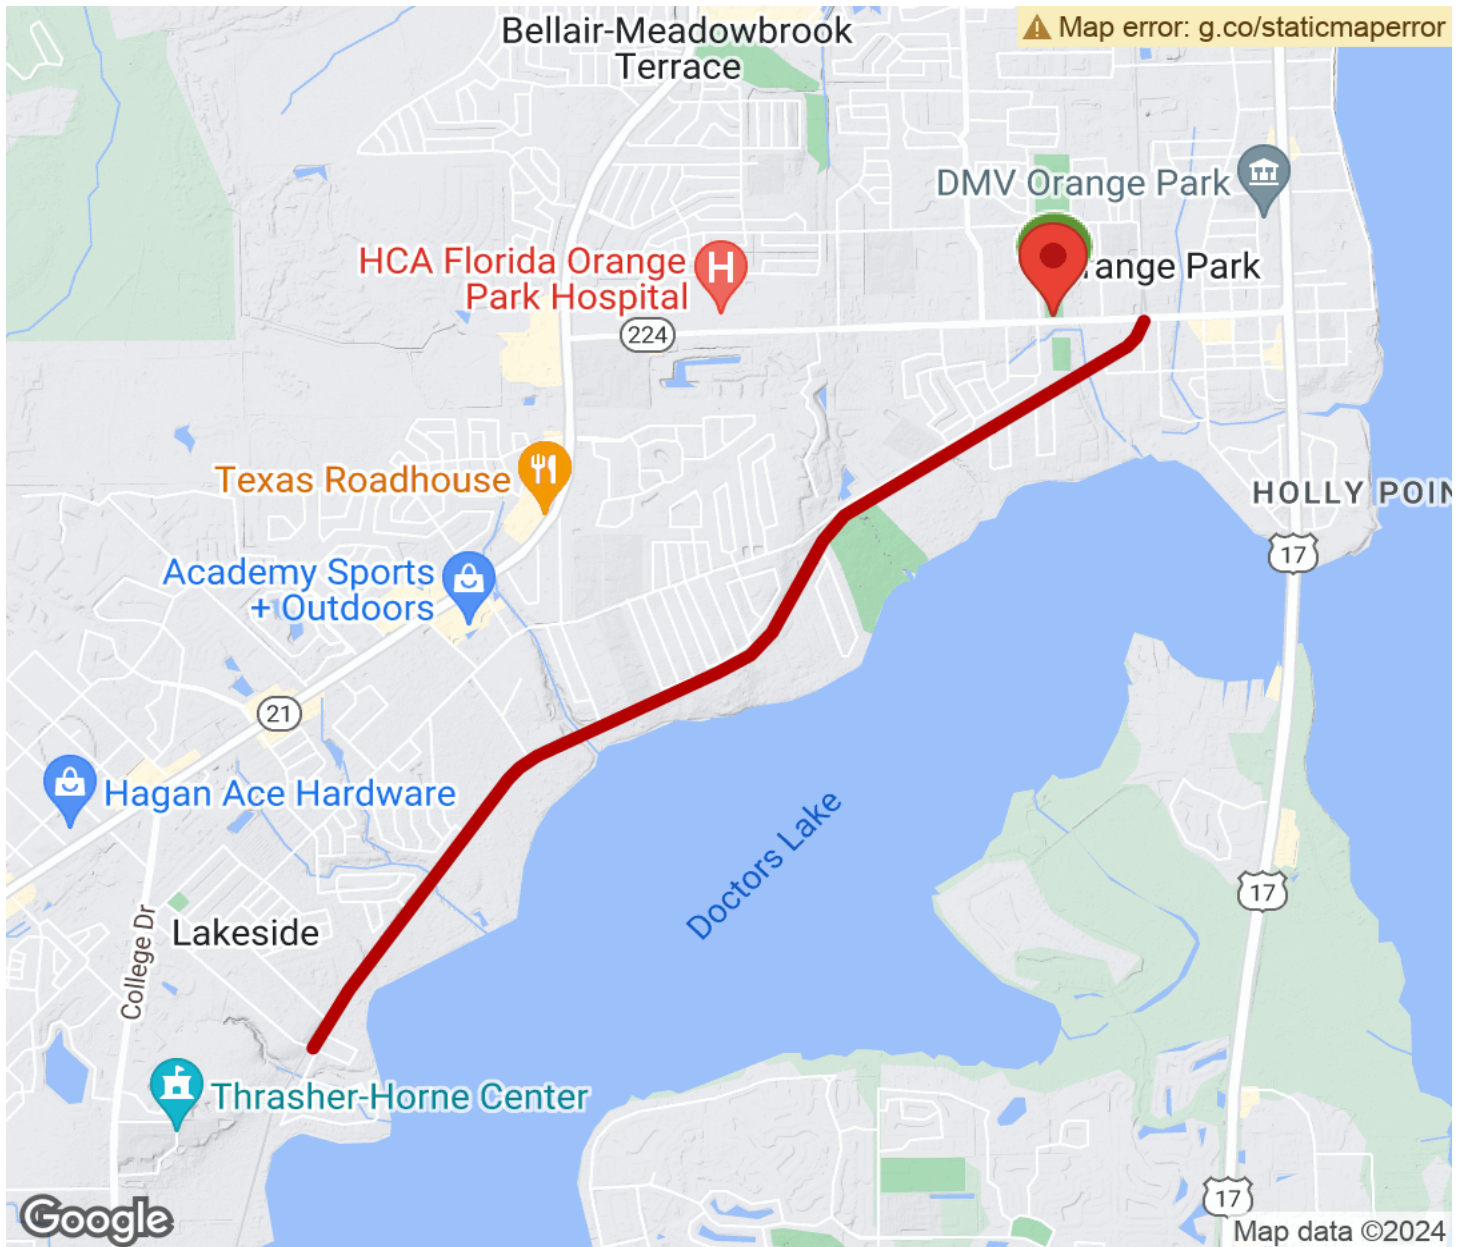 Bellair-Meadowbrook
Terrace
Map error: g.co/staticmaperror
DMV Orange Park
HCA Florida Orange
Park Hospital
range Park
224
Texas Roadhouse
HOLLY POIN
17
Academy Sports
+ Outdoors
21
Hagan Ace Hardware
Doctors Lake
17
College Dr
Lakeside
Thrasher-Horne Center
17
Google
Map data ©2024